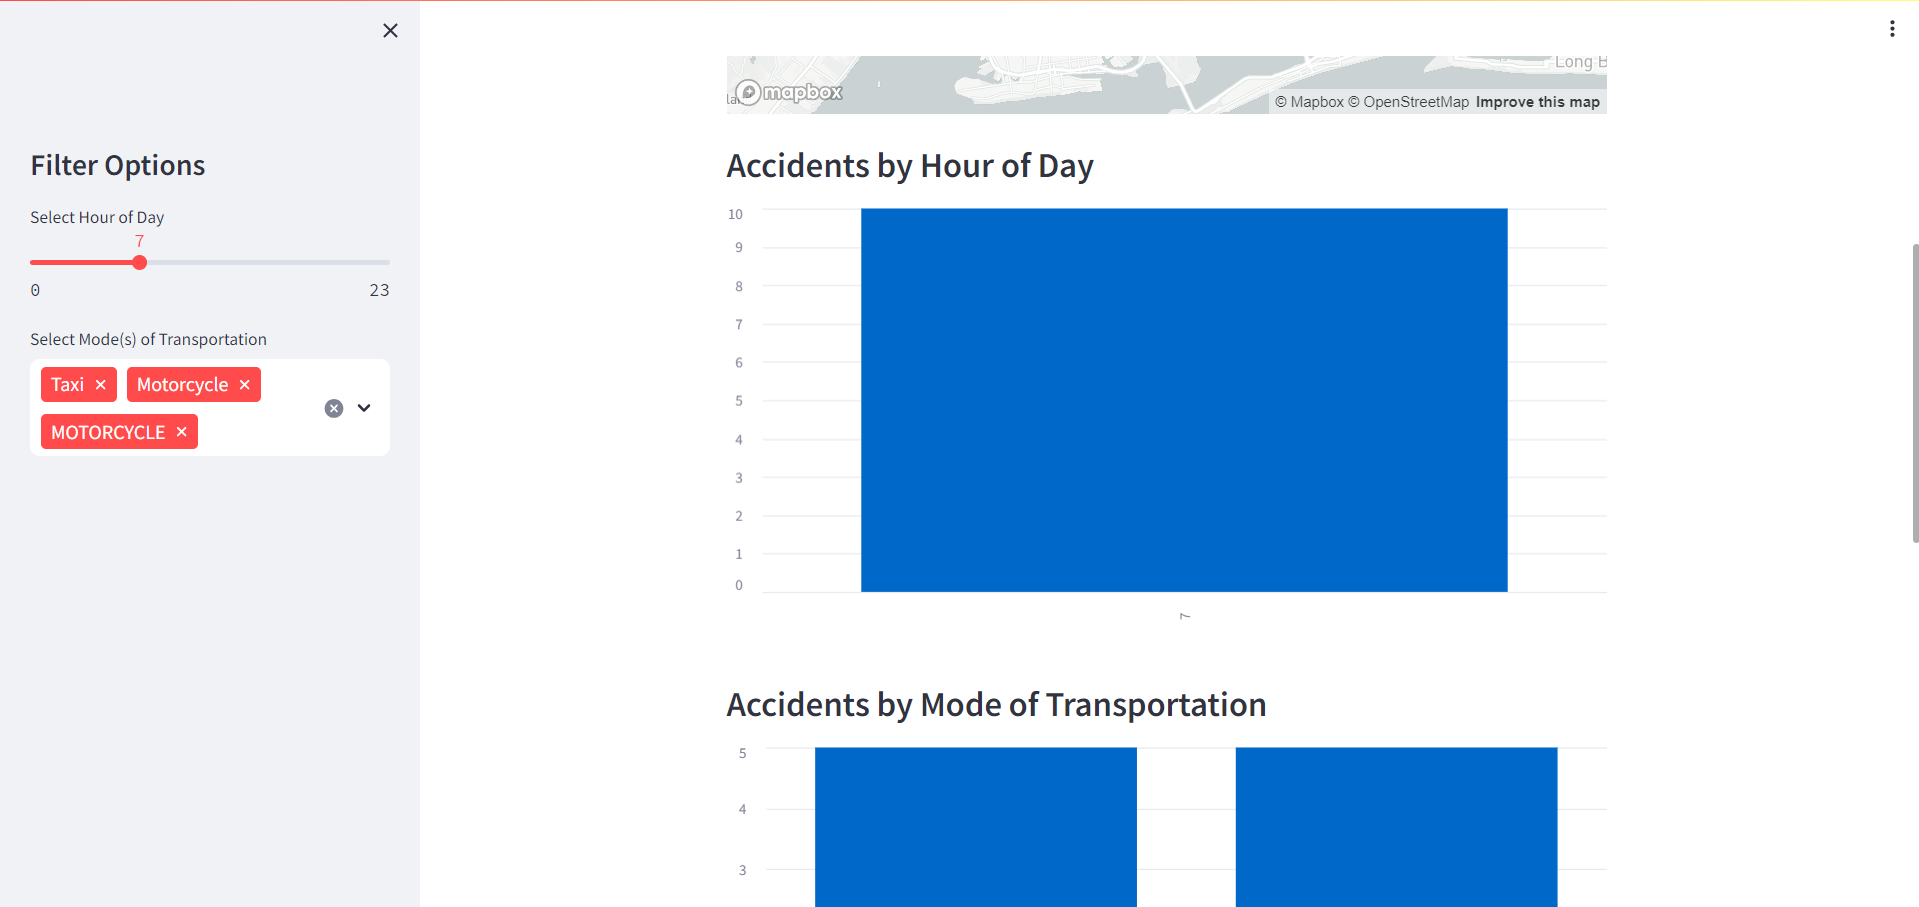 Long B
mapbox
© Mapbox © OpenStreetMap Improve this map
Filter Options
Select Hour of Day
7
0 23
Select Mode(s) of Transportation
Taxi Motorcycle
MOTORCYCLE
Accidents by Hour of Day
10
9
8
7
6
5
4
3
2
1
0
7
Accidents by Mode of Transportation
5
4
3